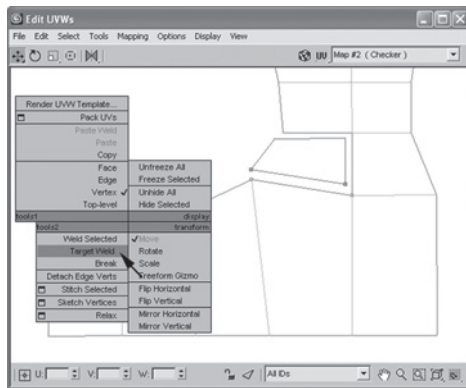 Edit UVWs
File Edit Select Tools Mapping Options Display View
UV Map #2 ( Checker )
Render UVW Template...
Pack UVs
Paste Weld
Paste
Copy
Face
Edge
Vertex
Top-level
Unfreeze All
Freeze Selected
Unhide All
Hide Selected
tools1 display
tools2 transform
Weld Selected
Target Weld
Break
Detach Edge Verts
Stitch Selected
Sketch Vertices
Relax
Move
Rotate
Scale
Freeform Gizmo
Flip Horizontal
Flip Vertical
Mirror Horizontal
Mirror Vertical
U: V: W: All IDs